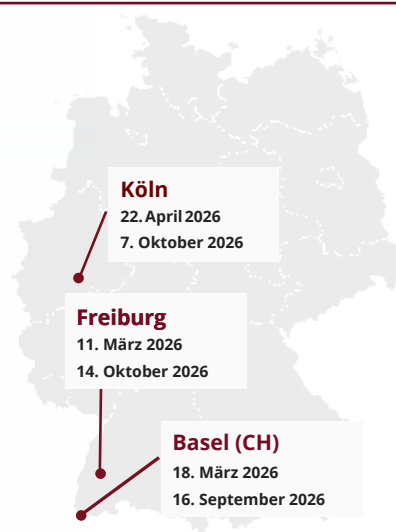 Köln
22. April 2026
7. Oktober 2026
Freiburg
11. März 2026
14. Oktober 2026
Basel (CH)
18. März 2026
16. September 2026